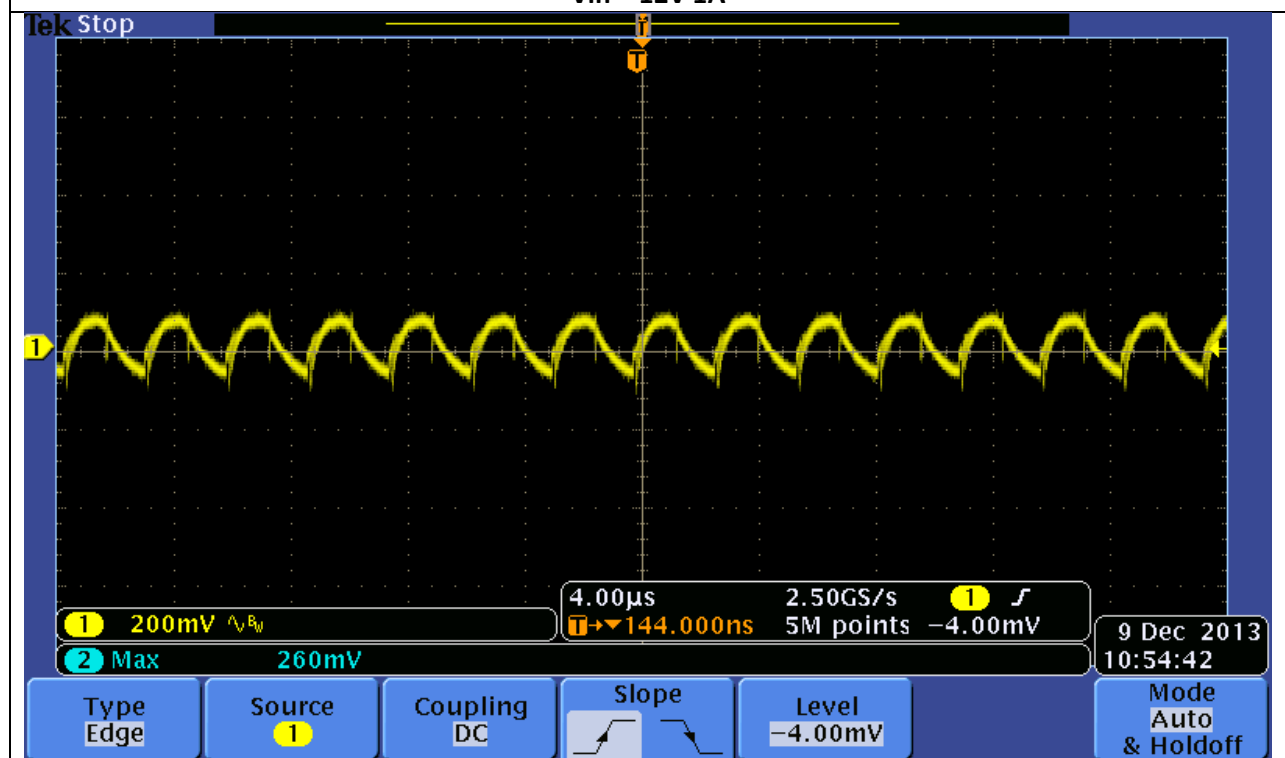 Tek Stop
T
T
1
4.00µs 2.50GS/s 1
T→▼144.000ns 5M points −4.00mV
1 200mV BW
2 Max 260mV
9 Dec 2013
10:54:42
Type
Edge
Source
1
Coupling
DC
Slope
Level
−4.00mV
Mode
Auto
& Holdoff